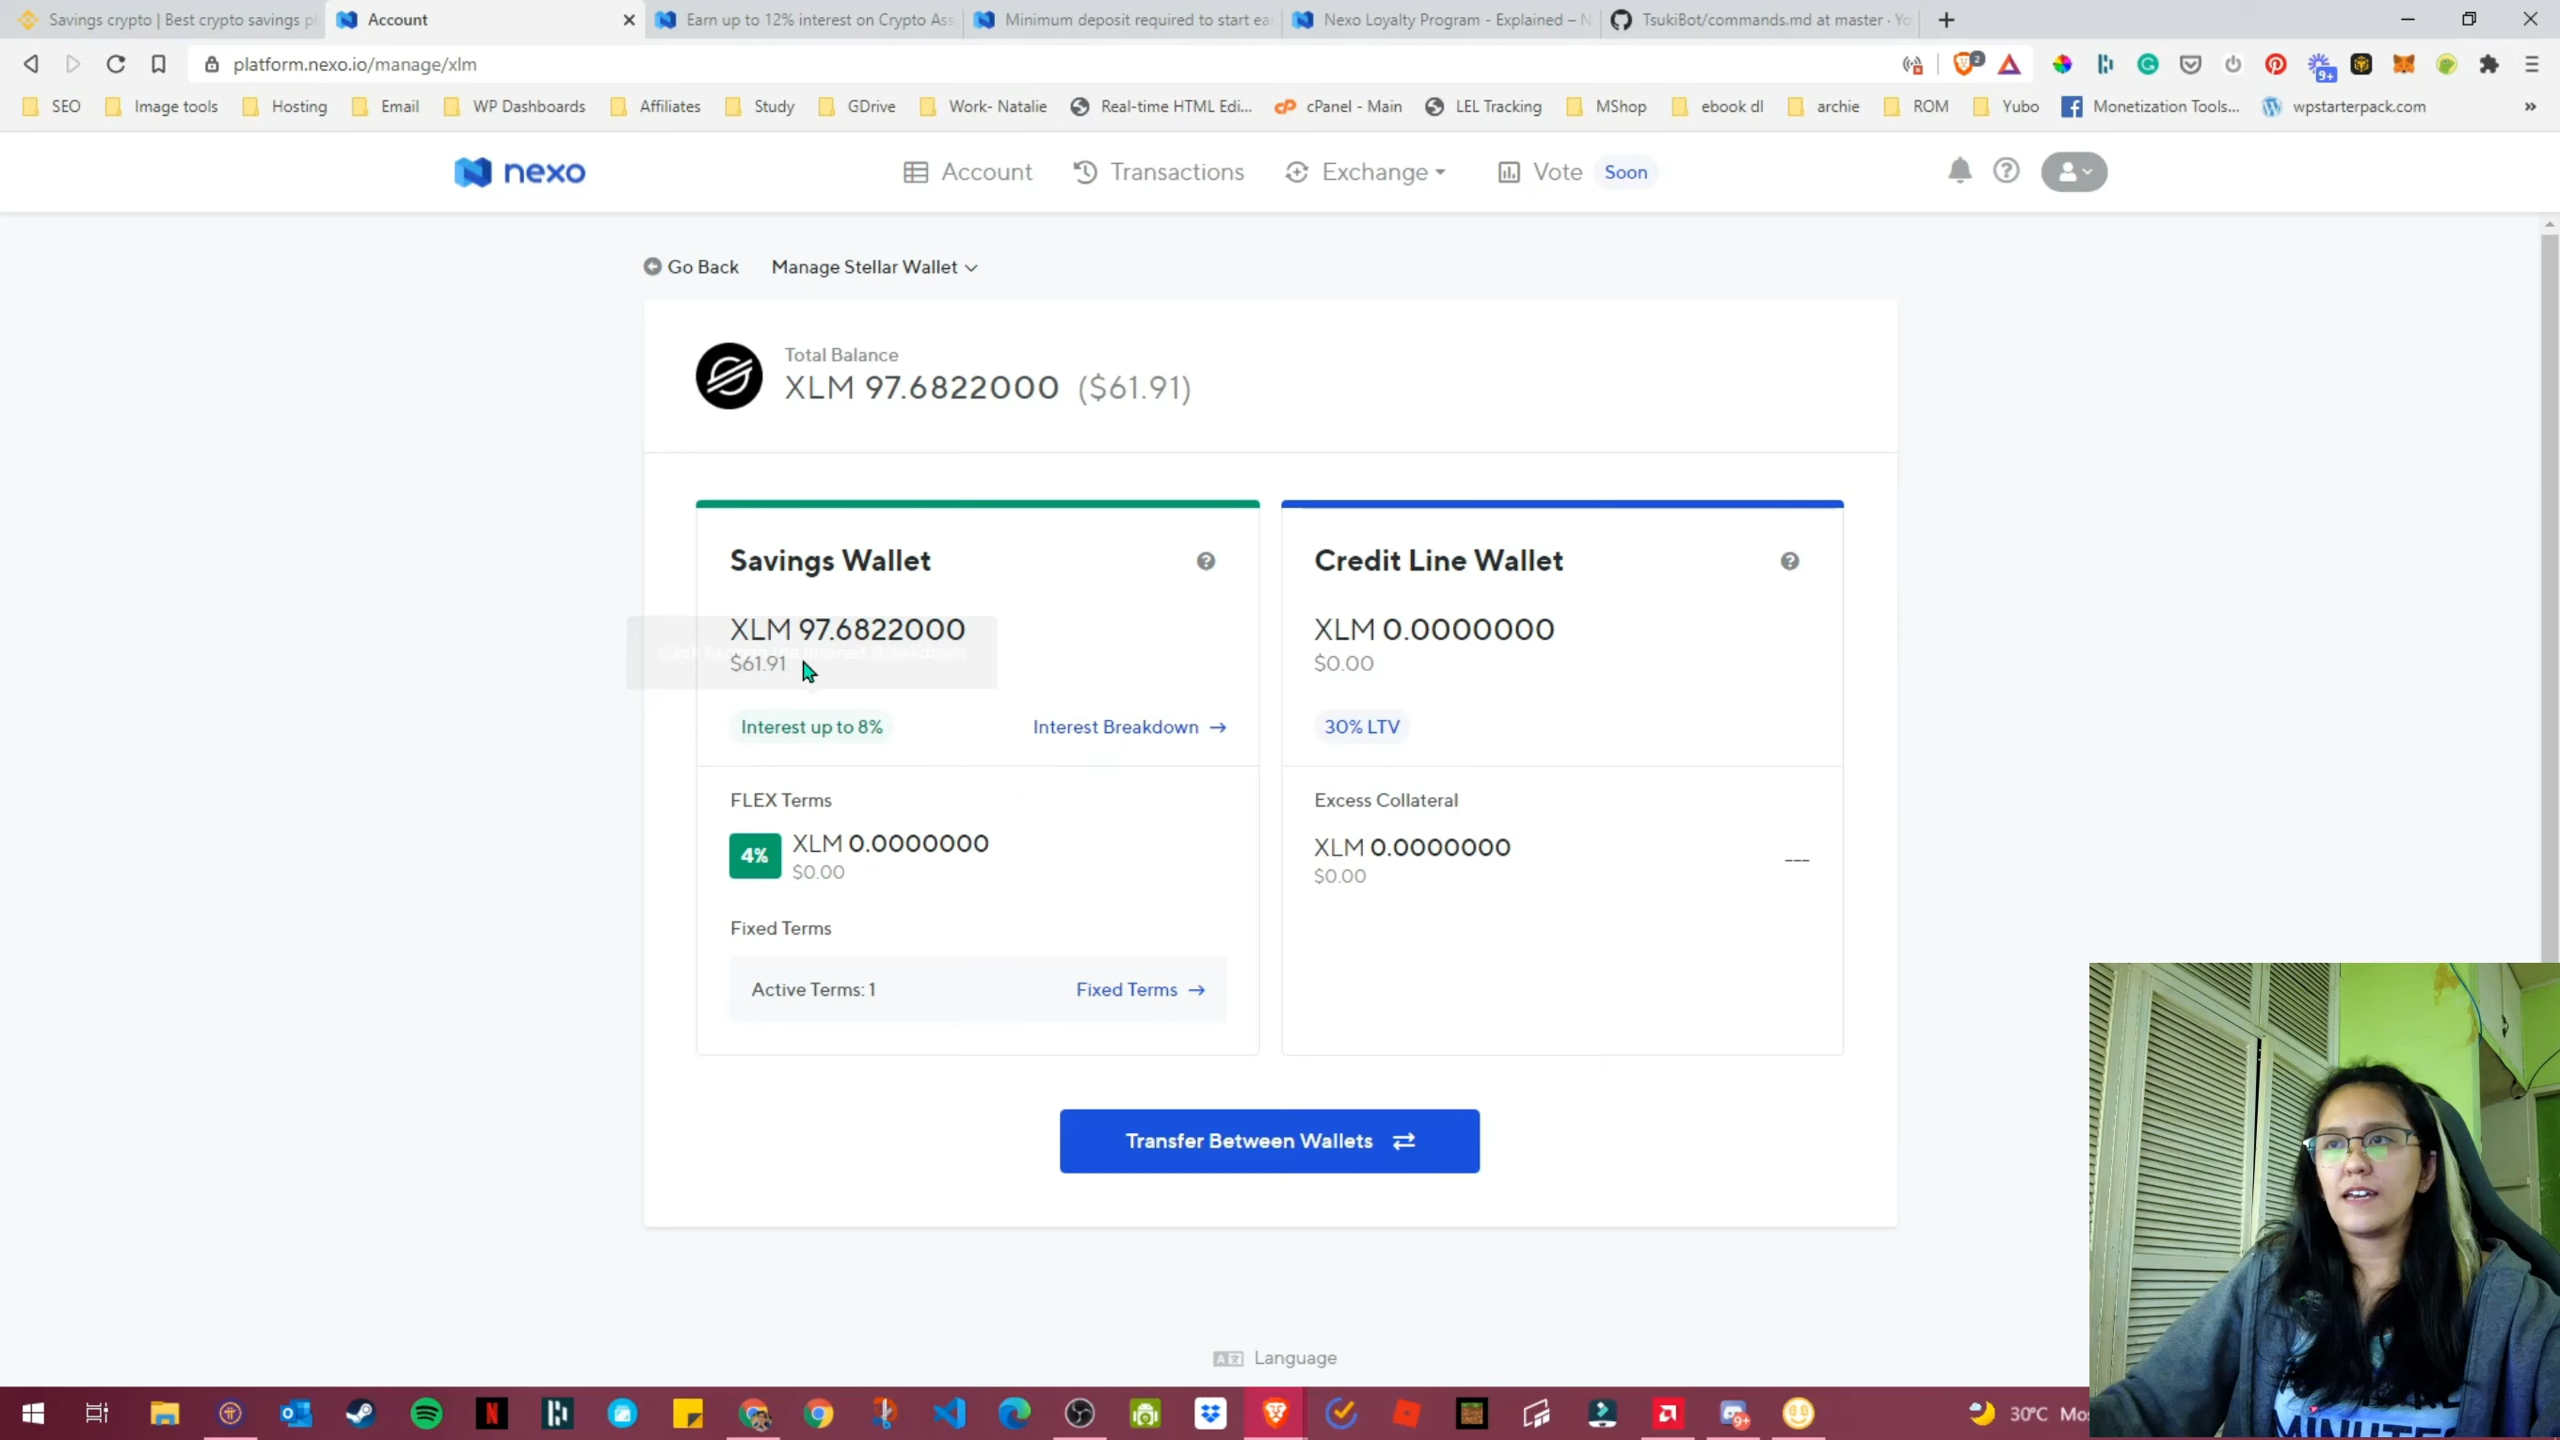 Savings crypto | Best crypto savings p
Account
Earn up to 12% interest on Crypto Ass
Minimum deposit required to start ea
Nexo Loyalty Program - Explained – N
TsukiBot/commands.md at master · Yo
platform.nexo.io/manage/xlm
2
9+
SEO
Image tools
Hosting
Email
WP Dashboards
Affiliates
Study
GDrive
Work- Natalie
Real-time HTML Edi...
cPanel - Main
LEL Tracking
MShop
ebook dl
archie
ROM
Yubo
Monetization Tools...
wpstarterpack.com
»
nexo
Account
Transactions
Exchange
Vote
Soon
Go Back
Manage Stellar Wallet
Total Balance
XLM 97.6822000 ($61.91)
Savings Wallet
XLM 97.6822000
$61.91
Interest up to 8%
Interest Breakdown →
FLEX Terms
4%
XLM 0.0000000
$0.00
Fixed Terms
Active Terms: 1
Fixed Terms →
Credit Line Wallet
XLM 0.0000000
$0.00
30% LTV
Excess Collateral
XLM 0.0000000
$0.00
---
Transfer Between Wallets
Language
9+
30°C Mos
MINUTE